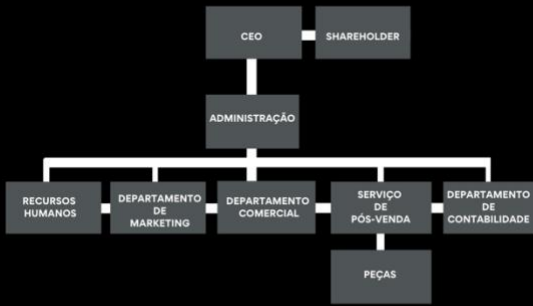 CEO
SHAREHOLDER
ADMINISTRAÇÃO
RECURSOS
HUMANOS
DEPARTAMENTO
DE
MARKETING
DEPARTAMENTO
COMERCIAL
SERVIÇO
DE
PÓS-VENDA
DEPARTAMENTO
DE
CONTABILIDADE
PEÇAS